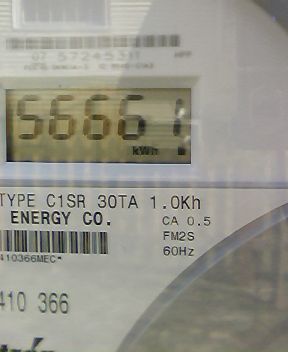 56661
kWh
TYPE C1SR 30TA 1.0Kh
ENERGY CO.
CA 0.5
FM2S
60Hz
410366MEC*
410 366